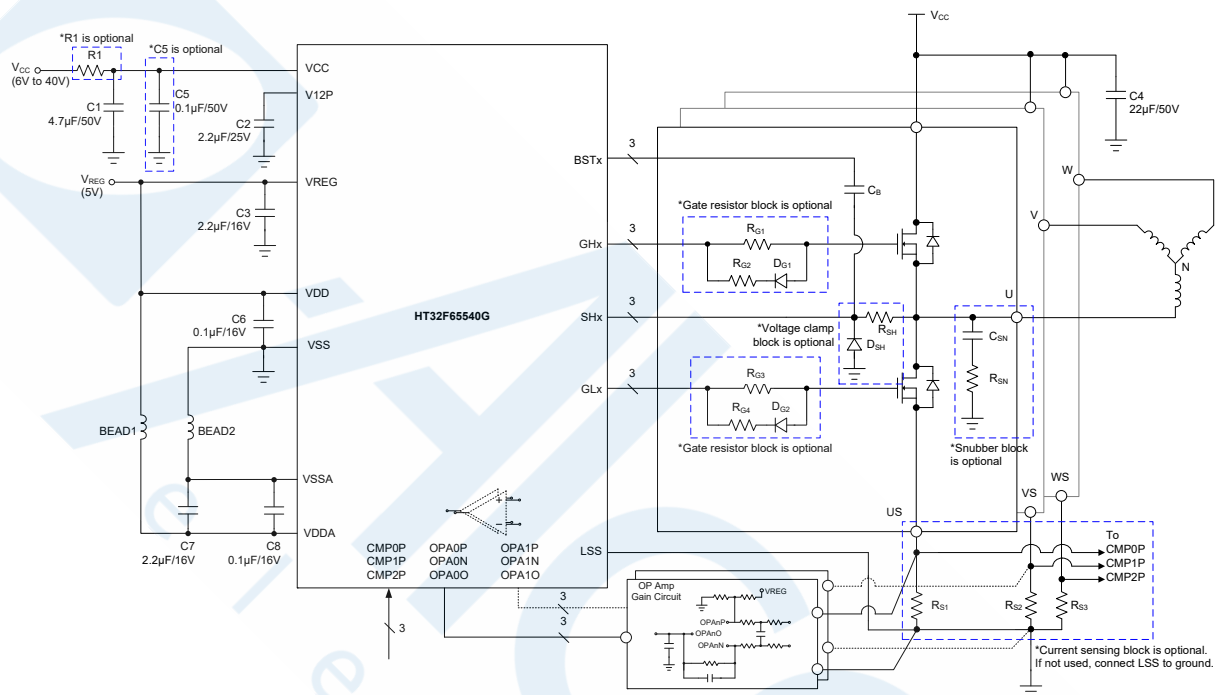 *R1 is optional
R1
*C5 is optional
VCC
(6V to 40V)
C1
4.7µF/50V
C5
0.1µF/50V
VCC
V12P
C2
2.2µF/25V
VREG
(5V)
VREG
C3
2.2µF/16V
VDD
C6
0.1µF/16V
VSS
BEAD1
BEAD2
VSSA
VDDA
C7
2.2µF/16V
C8
0.1µF/16V
HT32F65540G
BSTx
GHx
SHx
GLx
LSS
CMP0P OPA0P OPA1P
CMP1P OPA0N OPA1N
CMP2P OPA0O OPA1O
3
3
3
3
3
3
3
VCC
C4
22µF/50V
CB
*Gate resistor block is optional
RG1
RG2
DG1
*Voltage clamp
block is optional
RSH
DSH
RG3
RG4
DG2
*Gate resistor block is optional
CSN
RSN
*Snubber block
is optional
W
V
U
N
US
VS
WS
To
CMP0P
CMP1P
CMP2P
RS1
RS2
RS3
*Current sensing block is optional.
If not used, connect LSS to ground.
OP Amp
Gain Circuit
VREG
OPAnP
OPAnO
OPAnN